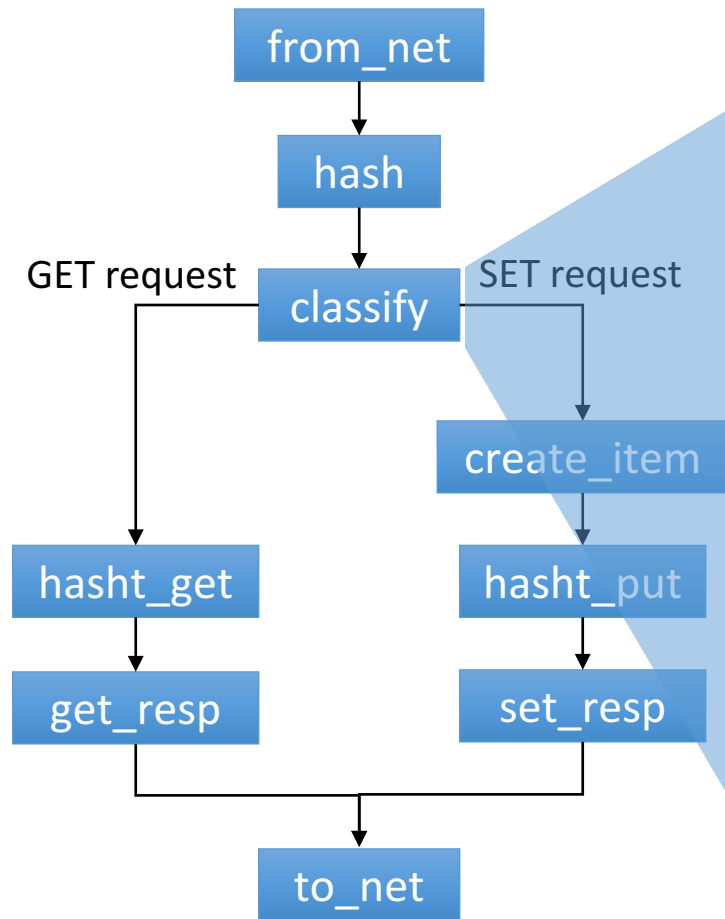 from_net
hash
GET request
classify
SET request
create_item
hasht_get
hasht_put
get_resp
set_resp
to_net